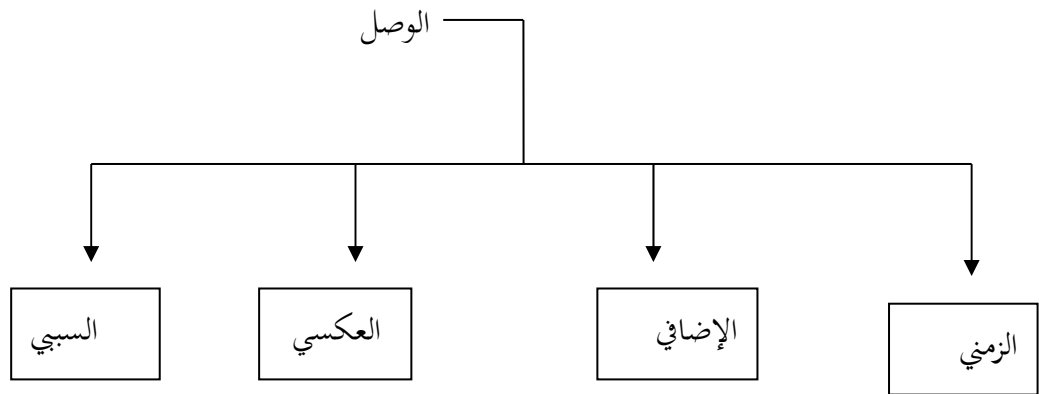 الوصل
الزمني
الإضافي
العكسي
السببي